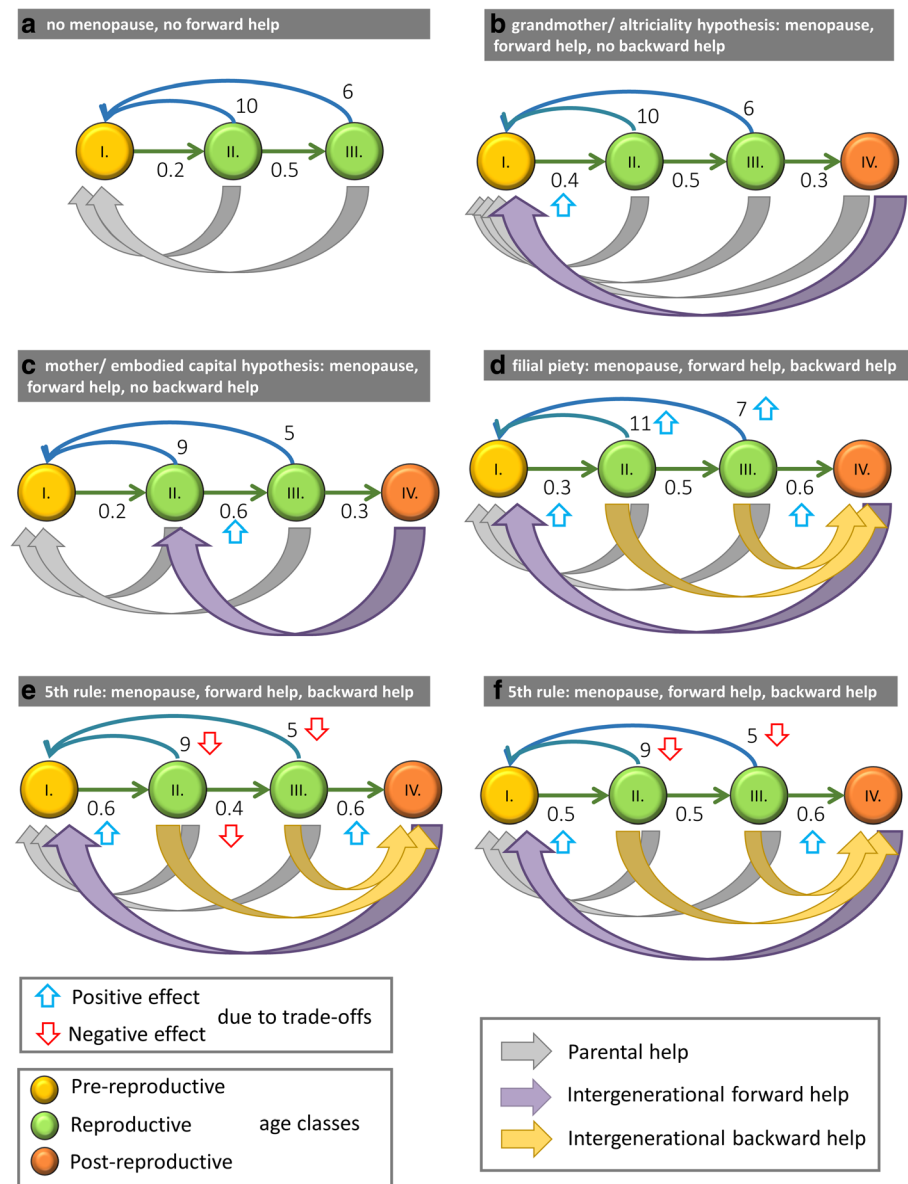 a no menopause, no forward help
6
10
I.
II.
III.
0.2
0.5
b grandmother/ altriciality hypothesis: menopause,
forward help, no backward help
10
6
I.
II.
III.
IV.
0.4
0.5
0.3
c mother/ embodied capital hypothesis: menopause,
forward help, no backward help
9
5
I.
II.
III.
IV.
0.2
0.6
0.3
d filial piety: menopause, forward help, backward help
11
7
I.
II.
III.
IV.
0.3
0.5
0.6
e 5th rule: menopause, forward help, backward help
9
5
I.
II.
III.
IV.
0.6
0.4
0.6
f 5th rule: menopause, forward help, backward help
9
5
I.
II.
III.
IV.
0.5
0.5
0.6
Positive effect
Negative effect
due to trade-offs
Pre-reproductive
Reproductive
Post-reproductive
age classes
Parental help
Intergenerational forward help
Intergenerational backward help